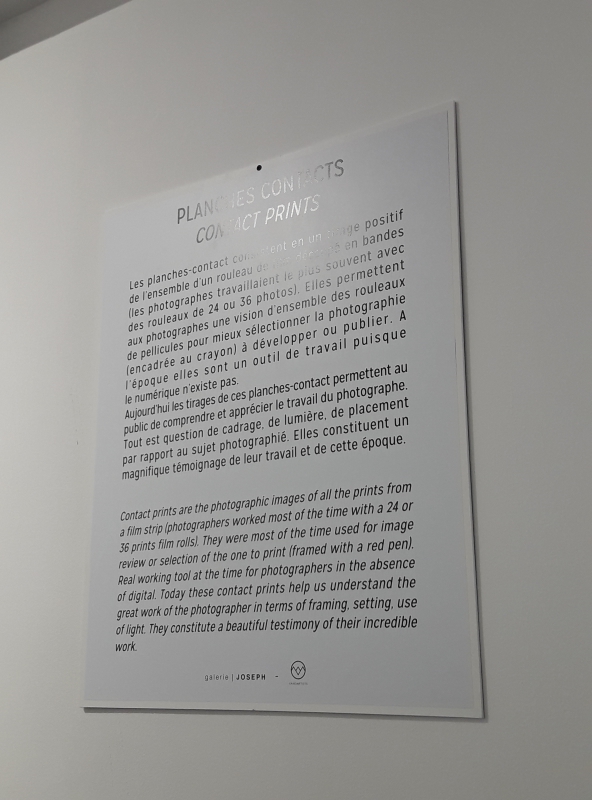 PLANCHES CONTACTS
CONTACT PRINTS
Les planches-contact en un positif
de l'ensemble d'un rouleau en bandes
(les photographes travaillaient le plus souvent avec
des rouleaux de 24 ou 36 photos). Elles permettent
aux photographes une vision d'ensemble des rouleaux
de pellicules pour mieux sélectionner la photographie
(encadrée au crayon) à développer ou publier. A
l'époque elles sont un outil de travail puisque
le numérique n'existe pas.
Aujourd'hui les tirages de ces planches-contact permettent au
public de comprendre et apprécier le travail du photographe.
Tout est question de cadrage, de lumière, de placement
par rapport au sujet photographié. Elles constituent un
magnifique témoignage de leur travail et de cette époque.
Contact prints are the photographic images of all the prints from
a film strip (photographers worked most of the time with a 24 or
36 prints film rolls). They were most of the time used for image
review or selection of the one to print (framed with a red pen).
Real working tool at the time for photographers in the absence
of digital. Today these contact prints help us understand the
great work of the photographer in terms of framing, setting, use
of light. They constitute a beautiful testimony of their incredible
work.
galerie | JOSEPH -